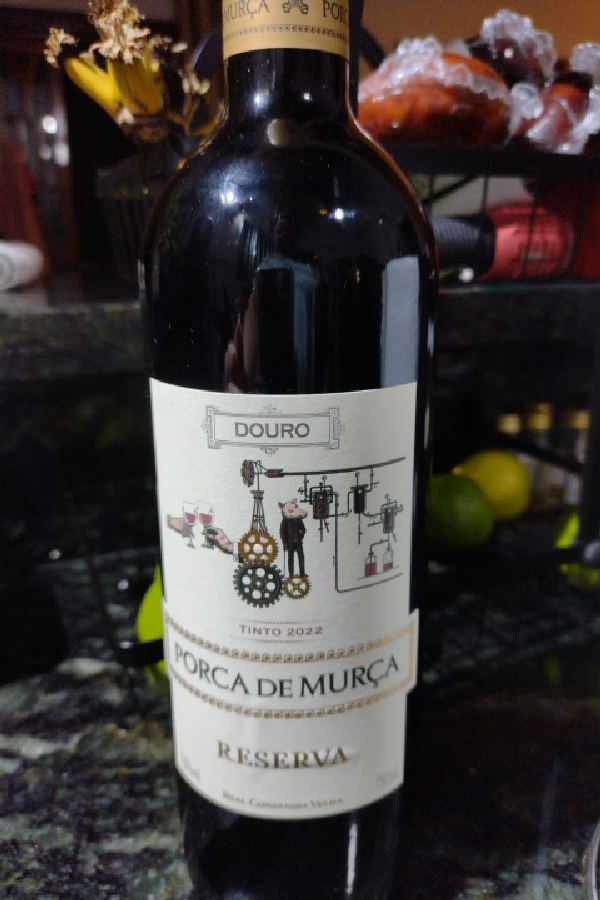 MURÇA
DOURO
TINTO 2022
PORCA DE MURÇA
RESERVA
REAL COMPANHIA VELHA